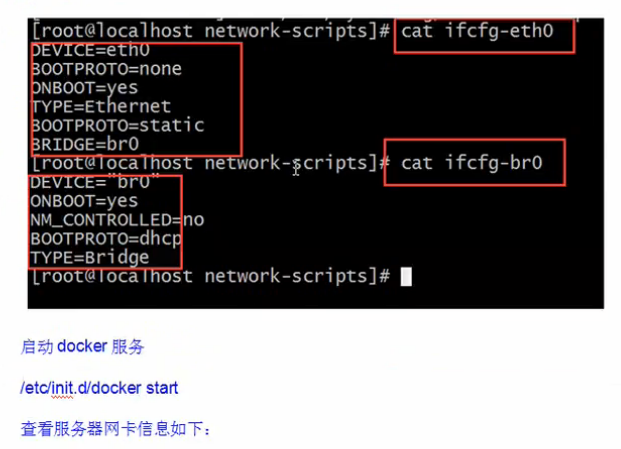 [root@localhost network-scripts]# cat ifcfg-eth0
DEVICE=eth0
BOOTPROTO=none
ONBOOT=yes
TYPE=Ethernet
BOOTPROTO=static
BRIDGE=br0
[root@localhost network-scripts]# cat ifcfg-br0
DEVICE="br0"
ONBOOT=yes
NM_CONTROLLED=no
BOOTPROTO=dhcp
TYPE=Bridge
[root@localhost network-scripts]#
启动 docker 服务
/etc/init.d/docker start
查看服务器网卡信息如下：